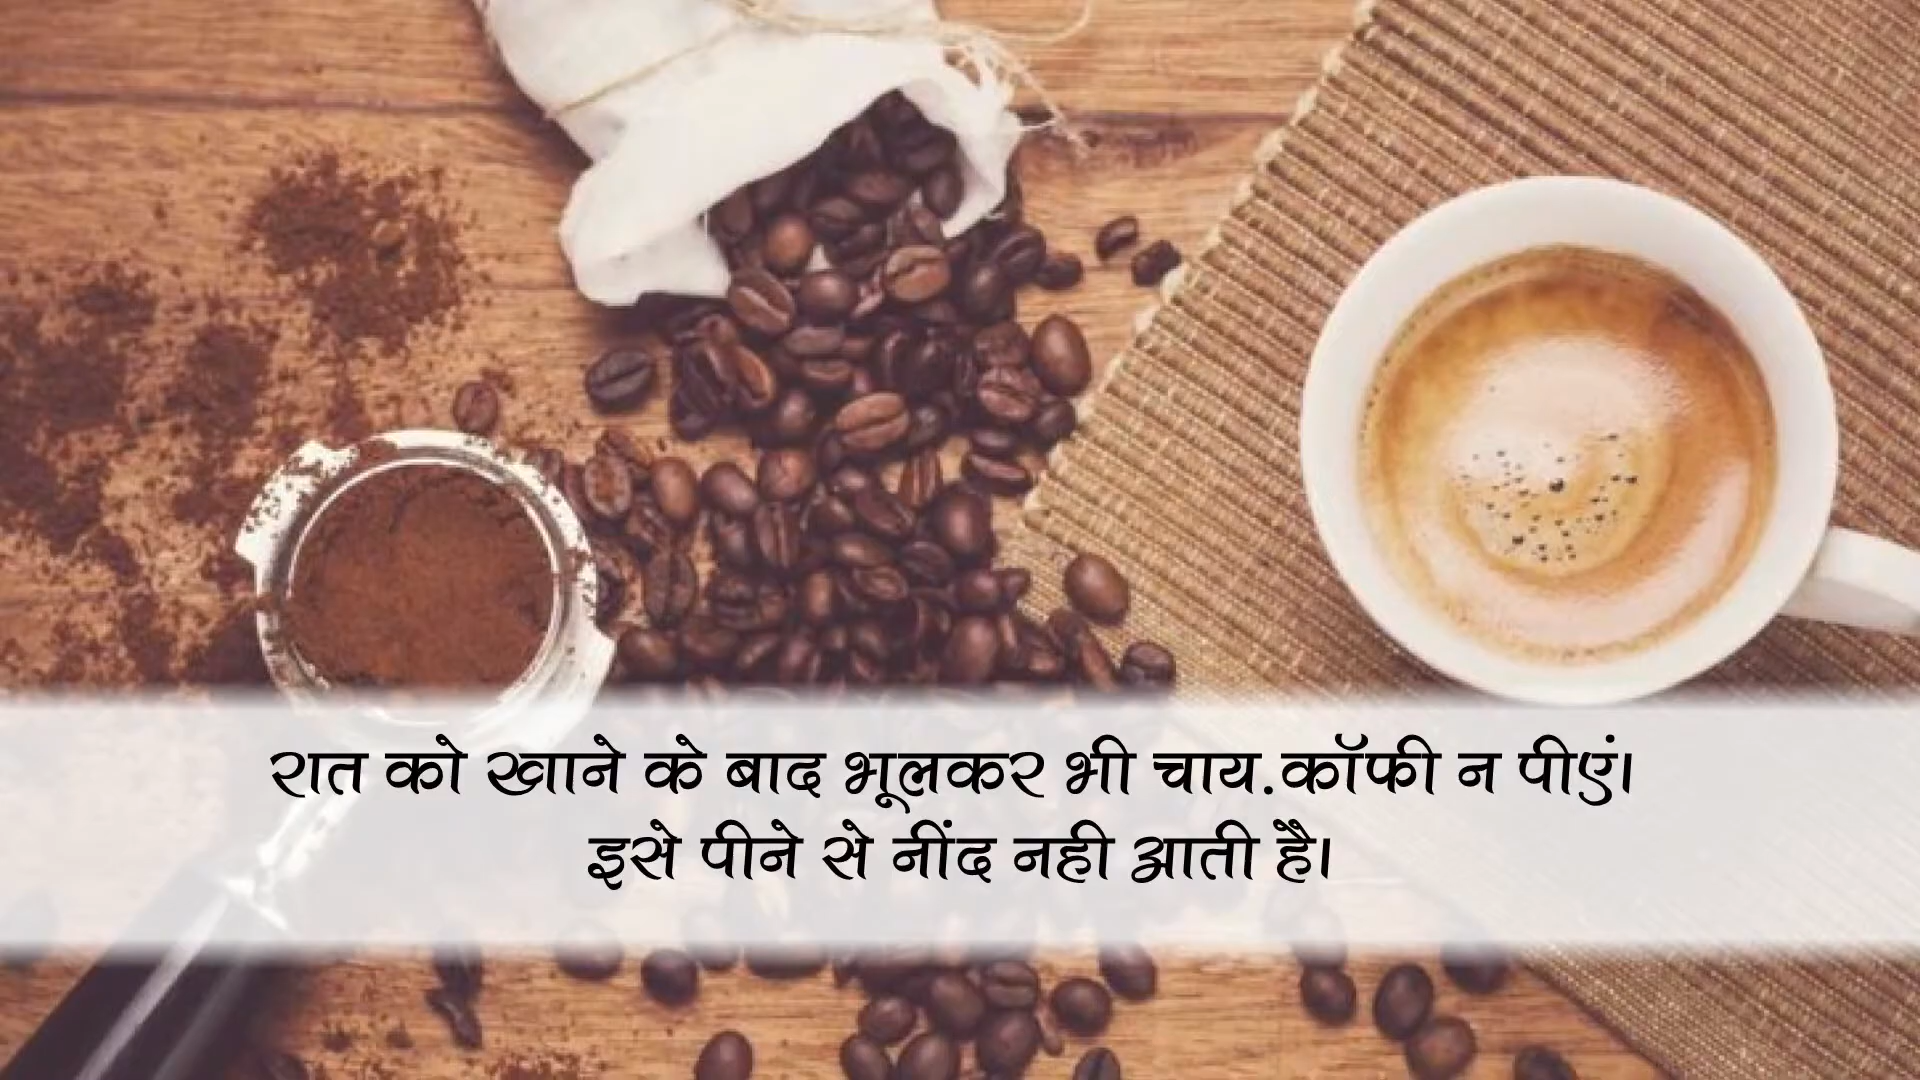 रात को खाने के बाद भूलकर भी चाय.कॉफी न पीएं।
इसे पीने से नींद नही आती है।